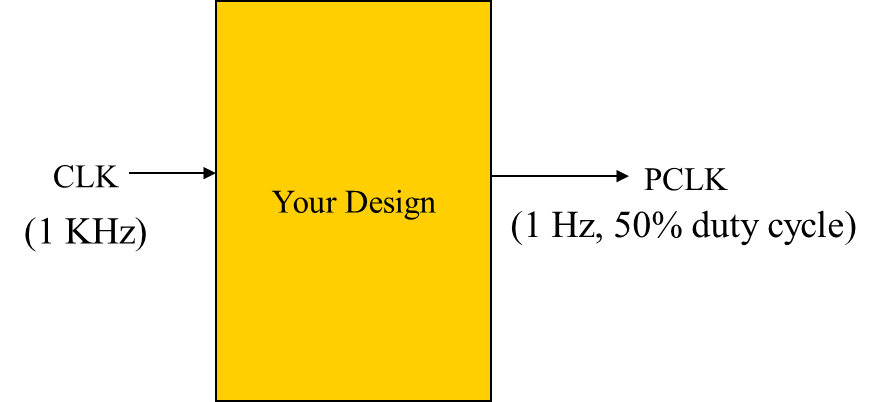 CLK
(1 KHz)
Your Design
PCLK
(1 Hz, 50% duty cycle)